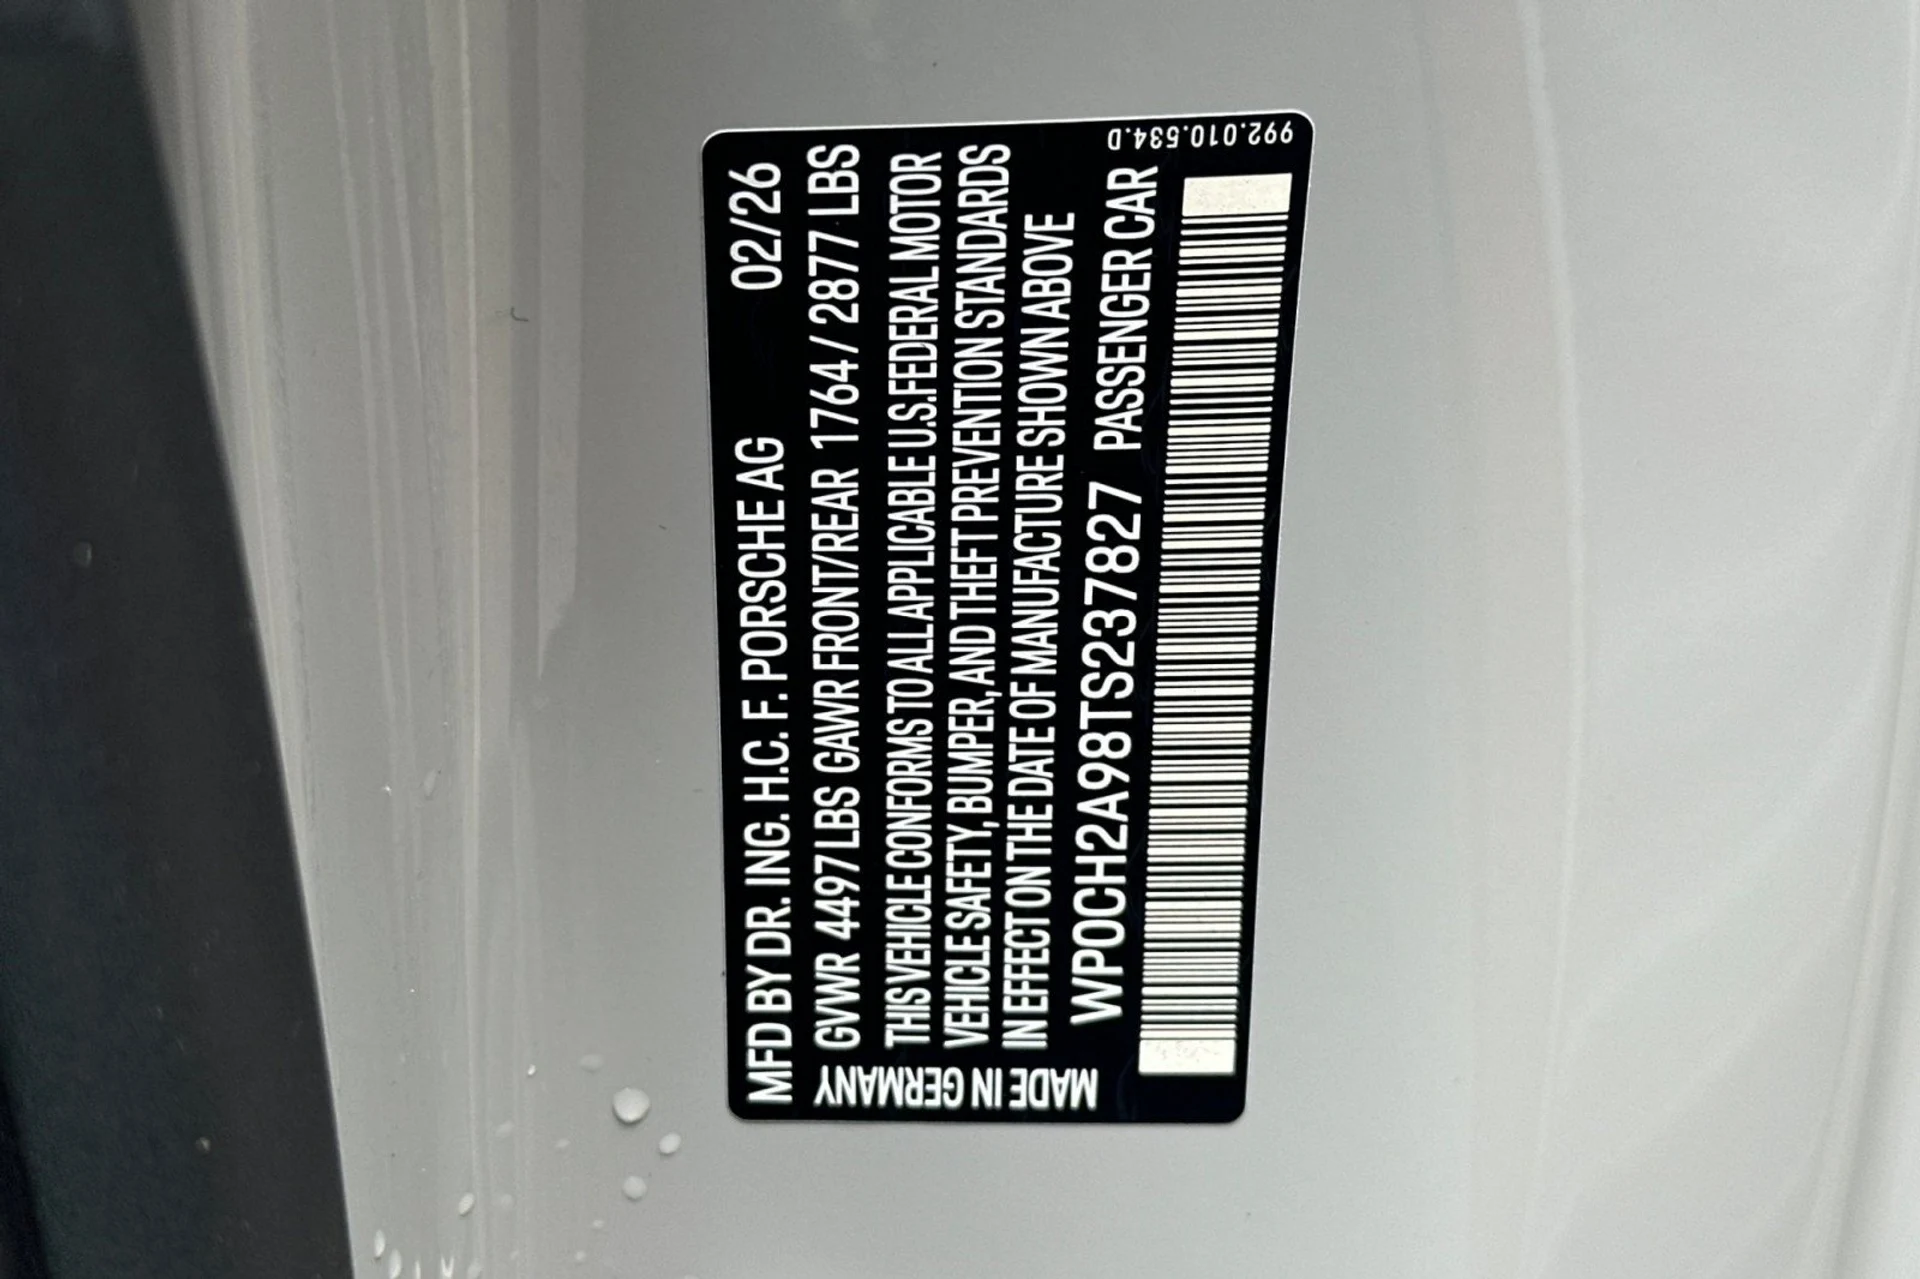 MFD BY DR. ING. H.C. F. PORSCHE AG 02/26
GVWR 4497 LBS GAWR FRONT/REAR 1764 / 2877 LBS
THIS VEHICLE CONFORMS TO ALL APPLICABLE U.S. FEDERAL MOTOR
VEHICLE SAFETY, BUMPER, AND THEFT PREVENTION STANDARDS
IN EFFECT ON THE DATE OF MANUFACTURE SHOWN ABOVE
WP0CH2A98TS237827 PASSENGER CAR
MADE IN GERMANY
992.010.534.D